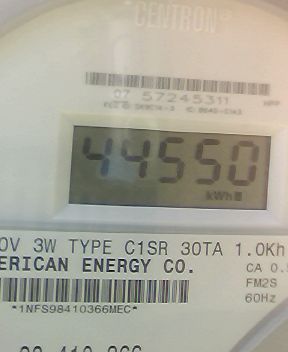 CENTRON®
07 57245311
44550
kWh
0V 3W TYPE C1SR 30TA 1.0Kh
ERICAN ENERGY CO.
CA 0.5
FM2S
60Hz
*1NFS98410366MEC*